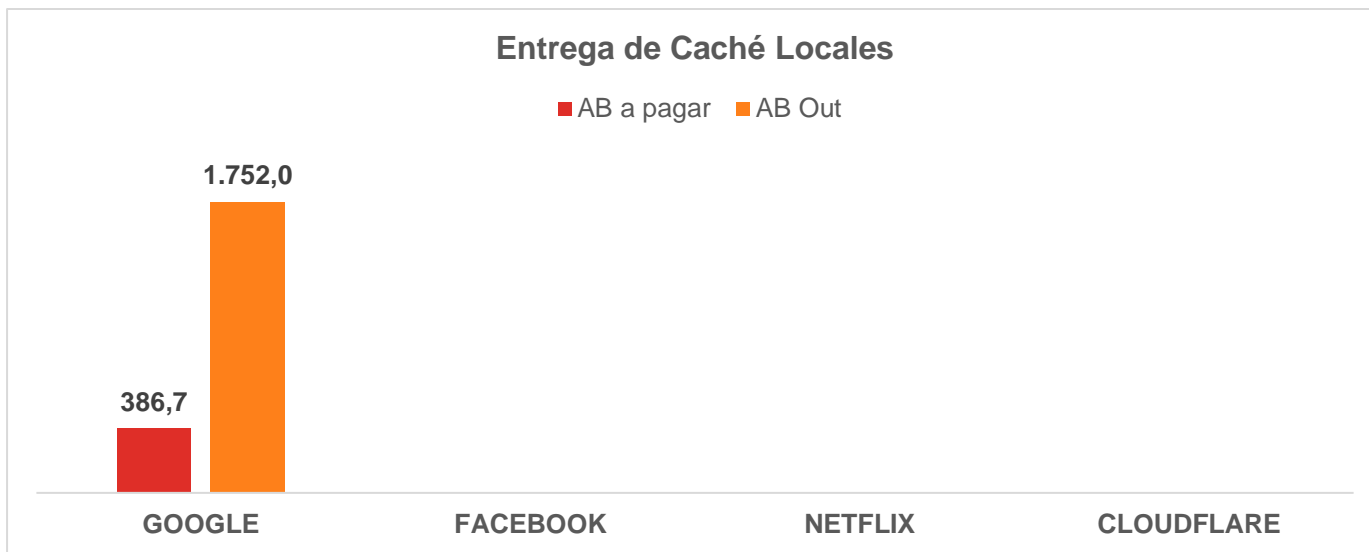 Entrega de Caché Locales
AB a pagar AB Out
1.752,0
386,7
GOOGLE FACEBOOK NETFLIX CLOUDFLARE